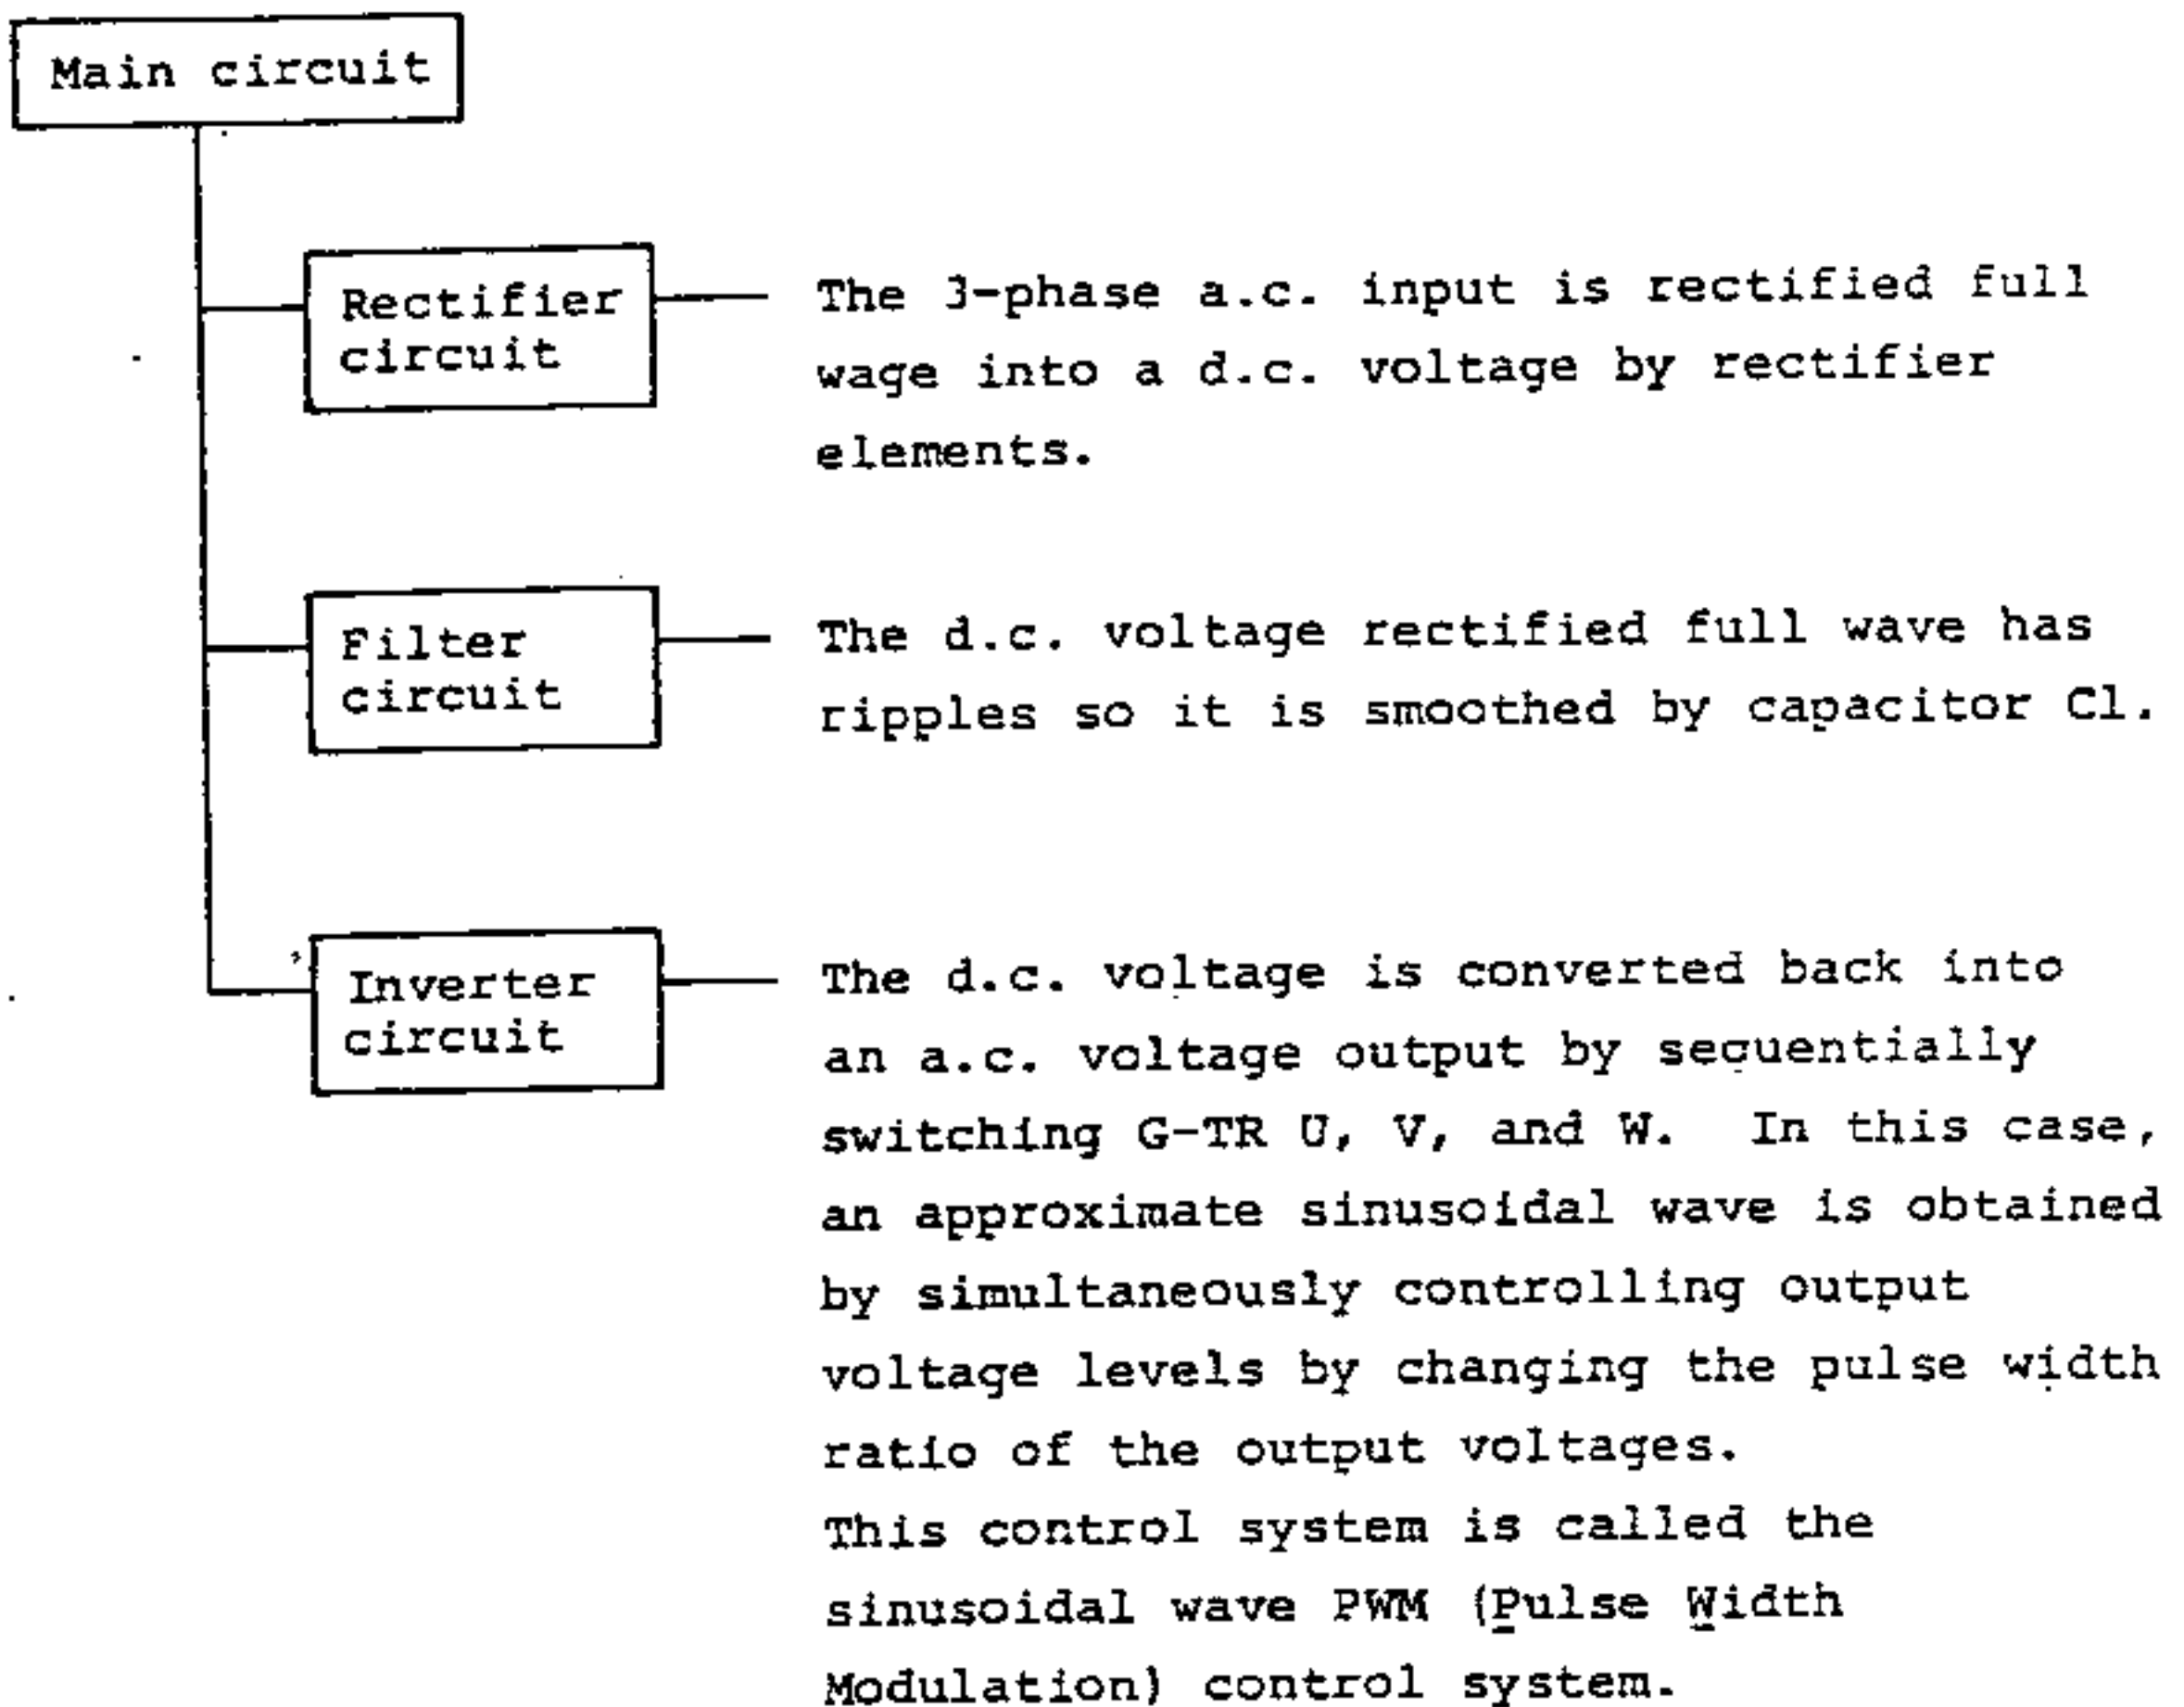 Main circuit
Rectifier
circuit
The 3-phase a.c. input is rectified full
wage into a d.c. voltage by rectifier
elements.
Filter
circuit
The d.c. voltage rectified full wave has
ripples so it is smoothed by capacitor Cl.
Inverter
circuit
The d.c. voltage is converted back into
an a.c. voltage output by sequentially
switching G-TR U, V, and W. In this case,
an approximate sinusoidal wave is obtained
by simultaneously controlling output
voltage levels by changing the pulse width
ratio of the output voltages.
This control system is called the
sinusoidal wave PWM (Pulse Width
Modulation) control system.